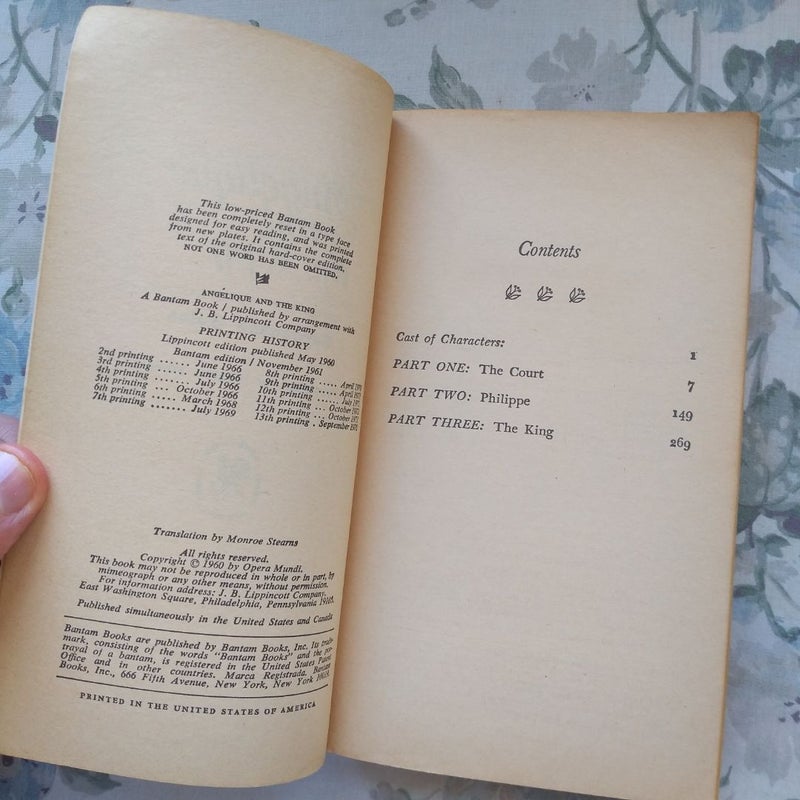 This low-priced Bantam Book
has been completely reset in a type face
designed for easy reading, and was printed
from new plates. It contains the complete
text of the original hard-cover edition.
NOT ONE WORD HAS BEEN OMITTED.
ANGÉLIQUE AND THE KING
A Bantam Book / published by arrangement with
J. B. Lippincott Company
PRINTING HISTORY
Lippincott edition published May 1960
Bantam edition / November 1961
2nd printing ...... June 1966
3rd printing ...... June 1966
4th printing ...... July 1966
5th printing ... October 1966
6th printing ..... March 1968
7th printing ....... July 1969
8th printing ..... April
9th printing ..... April
10th printing ...... July
11th printing ... October
12th printing ... October
13th printing . September
Translation by Monroe Stearns
All rights reserved.
Copyright © 1960 by Opera Mundi.
This book may not be reproduced in whole or in part, by
mimeograph or any other means, without permission.
For information address: J. B. Lippincott Company,
East Washington Square, Philadelphia, Pennsylvania
Published simultaneously in the United States and Canada
Bantam Books are published by Bantam Books, Inc. Its trade-
mark, consisting of the words "Bantam Books" and the por-
trayal of a bantam, is registered in the United States Patent
Office and in other countries. Marca Registrada. Bantam
Books, Inc., 666 Fifth Avenue, New York, New York
PRINTED IN THE UNITED STATES OF AMERICA
Contents
Cast of Characters: 1
PART ONE: The Court 7
PART TWO: Philippe 149
PART THREE: The King 269